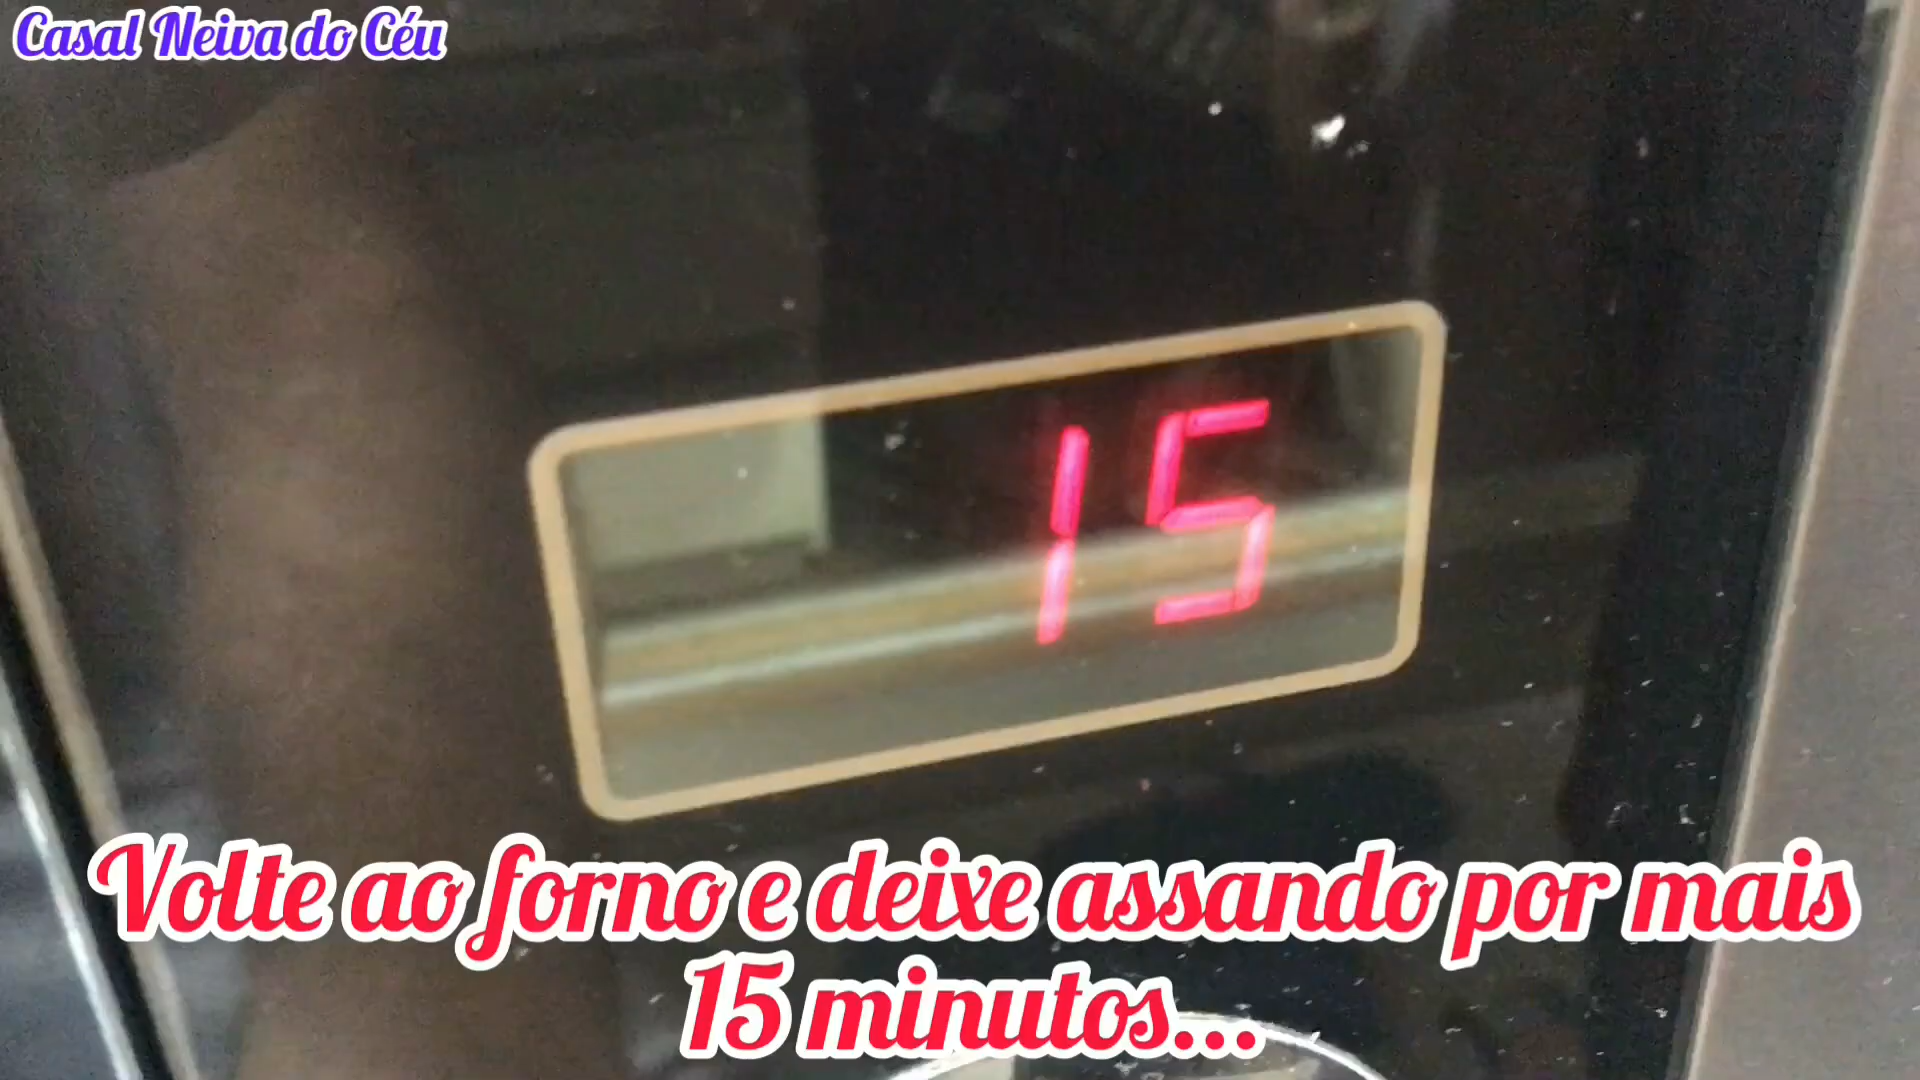 Casal Neiva do Céu
15
Volte ao forno e deixe assando por mais
15 minutos...